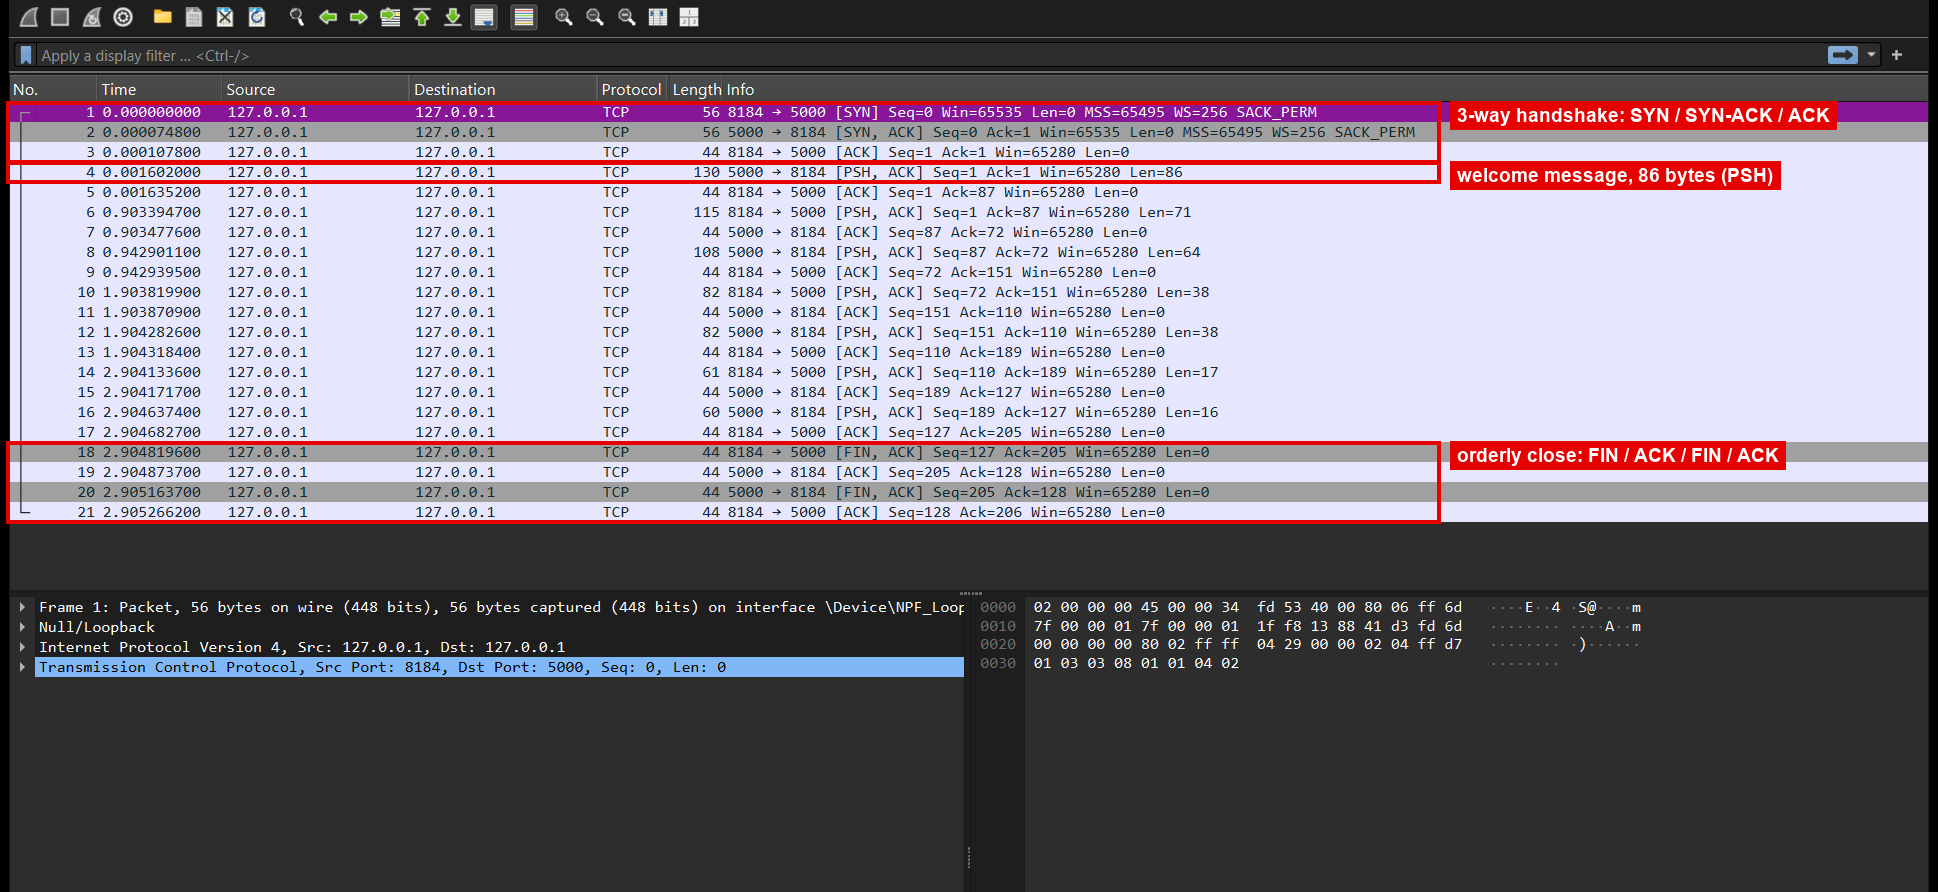 Apply a display filter ... <Ctrl-/>
No. Time Source Destination Protocol Length Info
1 0.000000000 127.0.0.1 127.0.0.1 TCP 56 8184 → 5000 [SYN] Seq=0 Win=65535 Len=0 MSS=65495 WS=256 SACK_PERM
3-way handshake: SYN / SYN-ACK / ACK
2 0.000074800 127.0.0.1 127.0.0.1 TCP 56 5000 → 8184 [SYN, ACK] Seq=0 Ack=1 Win=65535 Len=0 MSS=65495 WS=256 SACK_PERM
3 0.000107800 127.0.0.1 127.0.0.1 TCP 44 8184 → 5000 [ACK] Seq=1 Ack=1 Win=65280 Len=0
4 0.001602000 127.0.0.1 127.0.0.1 TCP 130 5000 → 8184 [PSH, ACK] Seq=1 Ack=1 Win=65280 Len=86
welcome message, 86 bytes (PSH)
5 0.001635200 127.0.0.1 127.0.0.1 TCP 44 8184 → 5000 [ACK] Seq=1 Ack=87 Win=65280 Len=0
6 0.903394700 127.0.0.1 127.0.0.1 TCP 115 8184 → 5000 [PSH, ACK] Seq=1 Ack=87 Win=65280 Len=71
7 0.903477600 127.0.0.1 127.0.0.1 TCP 44 5000 → 8184 [ACK] Seq=87 Ack=72 Win=65280 Len=0
8 0.942901100 127.0.0.1 127.0.0.1 TCP 108 5000 → 8184 [PSH, ACK] Seq=87 Ack=72 Win=65280 Len=64
9 0.942939500 127.0.0.1 127.0.0.1 TCP 44 8184 → 5000 [ACK] Seq=72 Ack=151 Win=65280 Len=0
10 1.903819900 127.0.0.1 127.0.0.1 TCP 82 8184 → 5000 [PSH, ACK] Seq=72 Ack=151 Win=65280 Len=38
11 1.903870900 127.0.0.1 127.0.0.1 TCP 44 5000 → 8184 [ACK] Seq=151 Ack=110 Win=65280 Len=0
12 1.904282600 127.0.0.1 127.0.0.1 TCP 82 5000 → 8184 [PSH, ACK] Seq=151 Ack=110 Win=65280 Len=38
13 1.904318400 127.0.0.1 127.0.0.1 TCP 44 8184 → 5000 [ACK] Seq=110 Ack=189 Win=65280 Len=0
14 2.904133600 127.0.0.1 127.0.0.1 TCP 61 8184 → 5000 [PSH, ACK] Seq=110 Ack=189 Win=65280 Len=17
15 2.904171700 127.0.0.1 127.0.0.1 TCP 44 5000 → 8184 [ACK] Seq=189 Ack=127 Win=65280 Len=0
16 2.904637400 127.0.0.1 127.0.0.1 TCP 60 5000 → 8184 [PSH, ACK] Seq=189 Ack=127 Win=65280 Len=16
17 2.904682700 127.0.0.1 127.0.0.1 TCP 44 8184 → 5000 [ACK] Seq=127 Ack=205 Win=65280 Len=0
18 2.904819600 127.0.0.1 127.0.0.1 TCP 44 8184 → 5000 [FIN, ACK] Seq=127 Ack=205 Win=65280 Len=0
orderly close: FIN / ACK / FIN / ACK
19 2.904873700 127.0.0.1 127.0.0.1 TCP 44 5000 → 8184 [ACK] Seq=205 Ack=128 Win=65280 Len=0
20 2.905163700 127.0.0.1 127.0.0.1 TCP 44 5000 → 8184 [FIN, ACK] Seq=205 Ack=128 Win=65280 Len=0
21 2.905266200 127.0.0.1 127.0.0.1 TCP 44 8184 → 5000 [ACK] Seq=128 Ack=206 Win=65280 Len=0
Frame 1: Packet, 56 bytes on wire (448 bits), 56 bytes captured (448 bits) on interface \Device\NPF_Loop
Null/Loopback
Internet Protocol Version 4, Src: 127.0.0.1, Dst: 127.0.0.1
Transmission Control Protocol, Src Port: 8184, Dst Port: 5000, Seq: 0, Len: 0
0000 02 00 00 00 45 00 00 34 fd 53 40 00 80 06 ff 6d ····E··4 ·S@····m
0010 7f 00 00 01 7f 00 00 01 1f f8 13 88 41 d3 fd 6d ········ ····A··m
0020 00 00 00 00 80 02 ff ff 04 29 00 00 02 04 ff d7 ········ ·)······
0030 01 03 03 08 01 01 04 02 ········